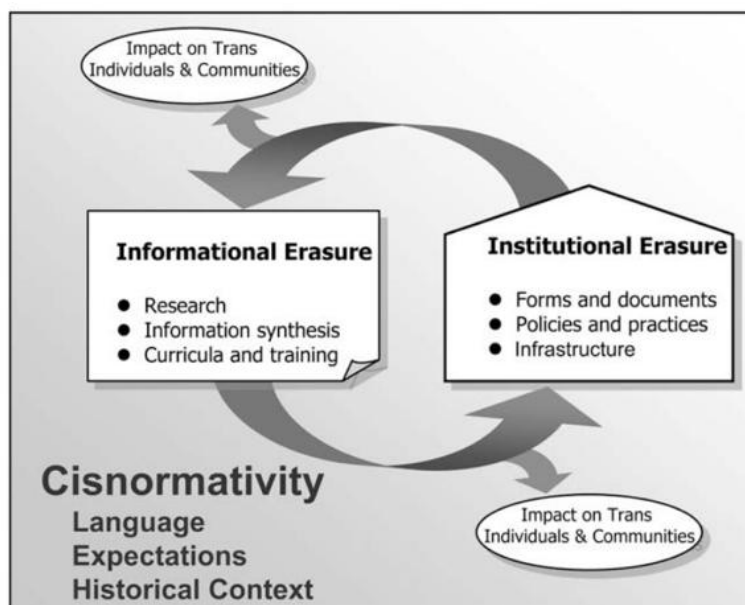 Impact on Trans
Individuals & Communities
Informational Erasure
● Research
● Information synthesis
● Curricula and training
Institutional Erasure
● Forms and documents
● Policies and practices
● Infrastructure
Cisnormativity
Language
Expectations
Historical Context
Impact on Trans
Individuals & Communities